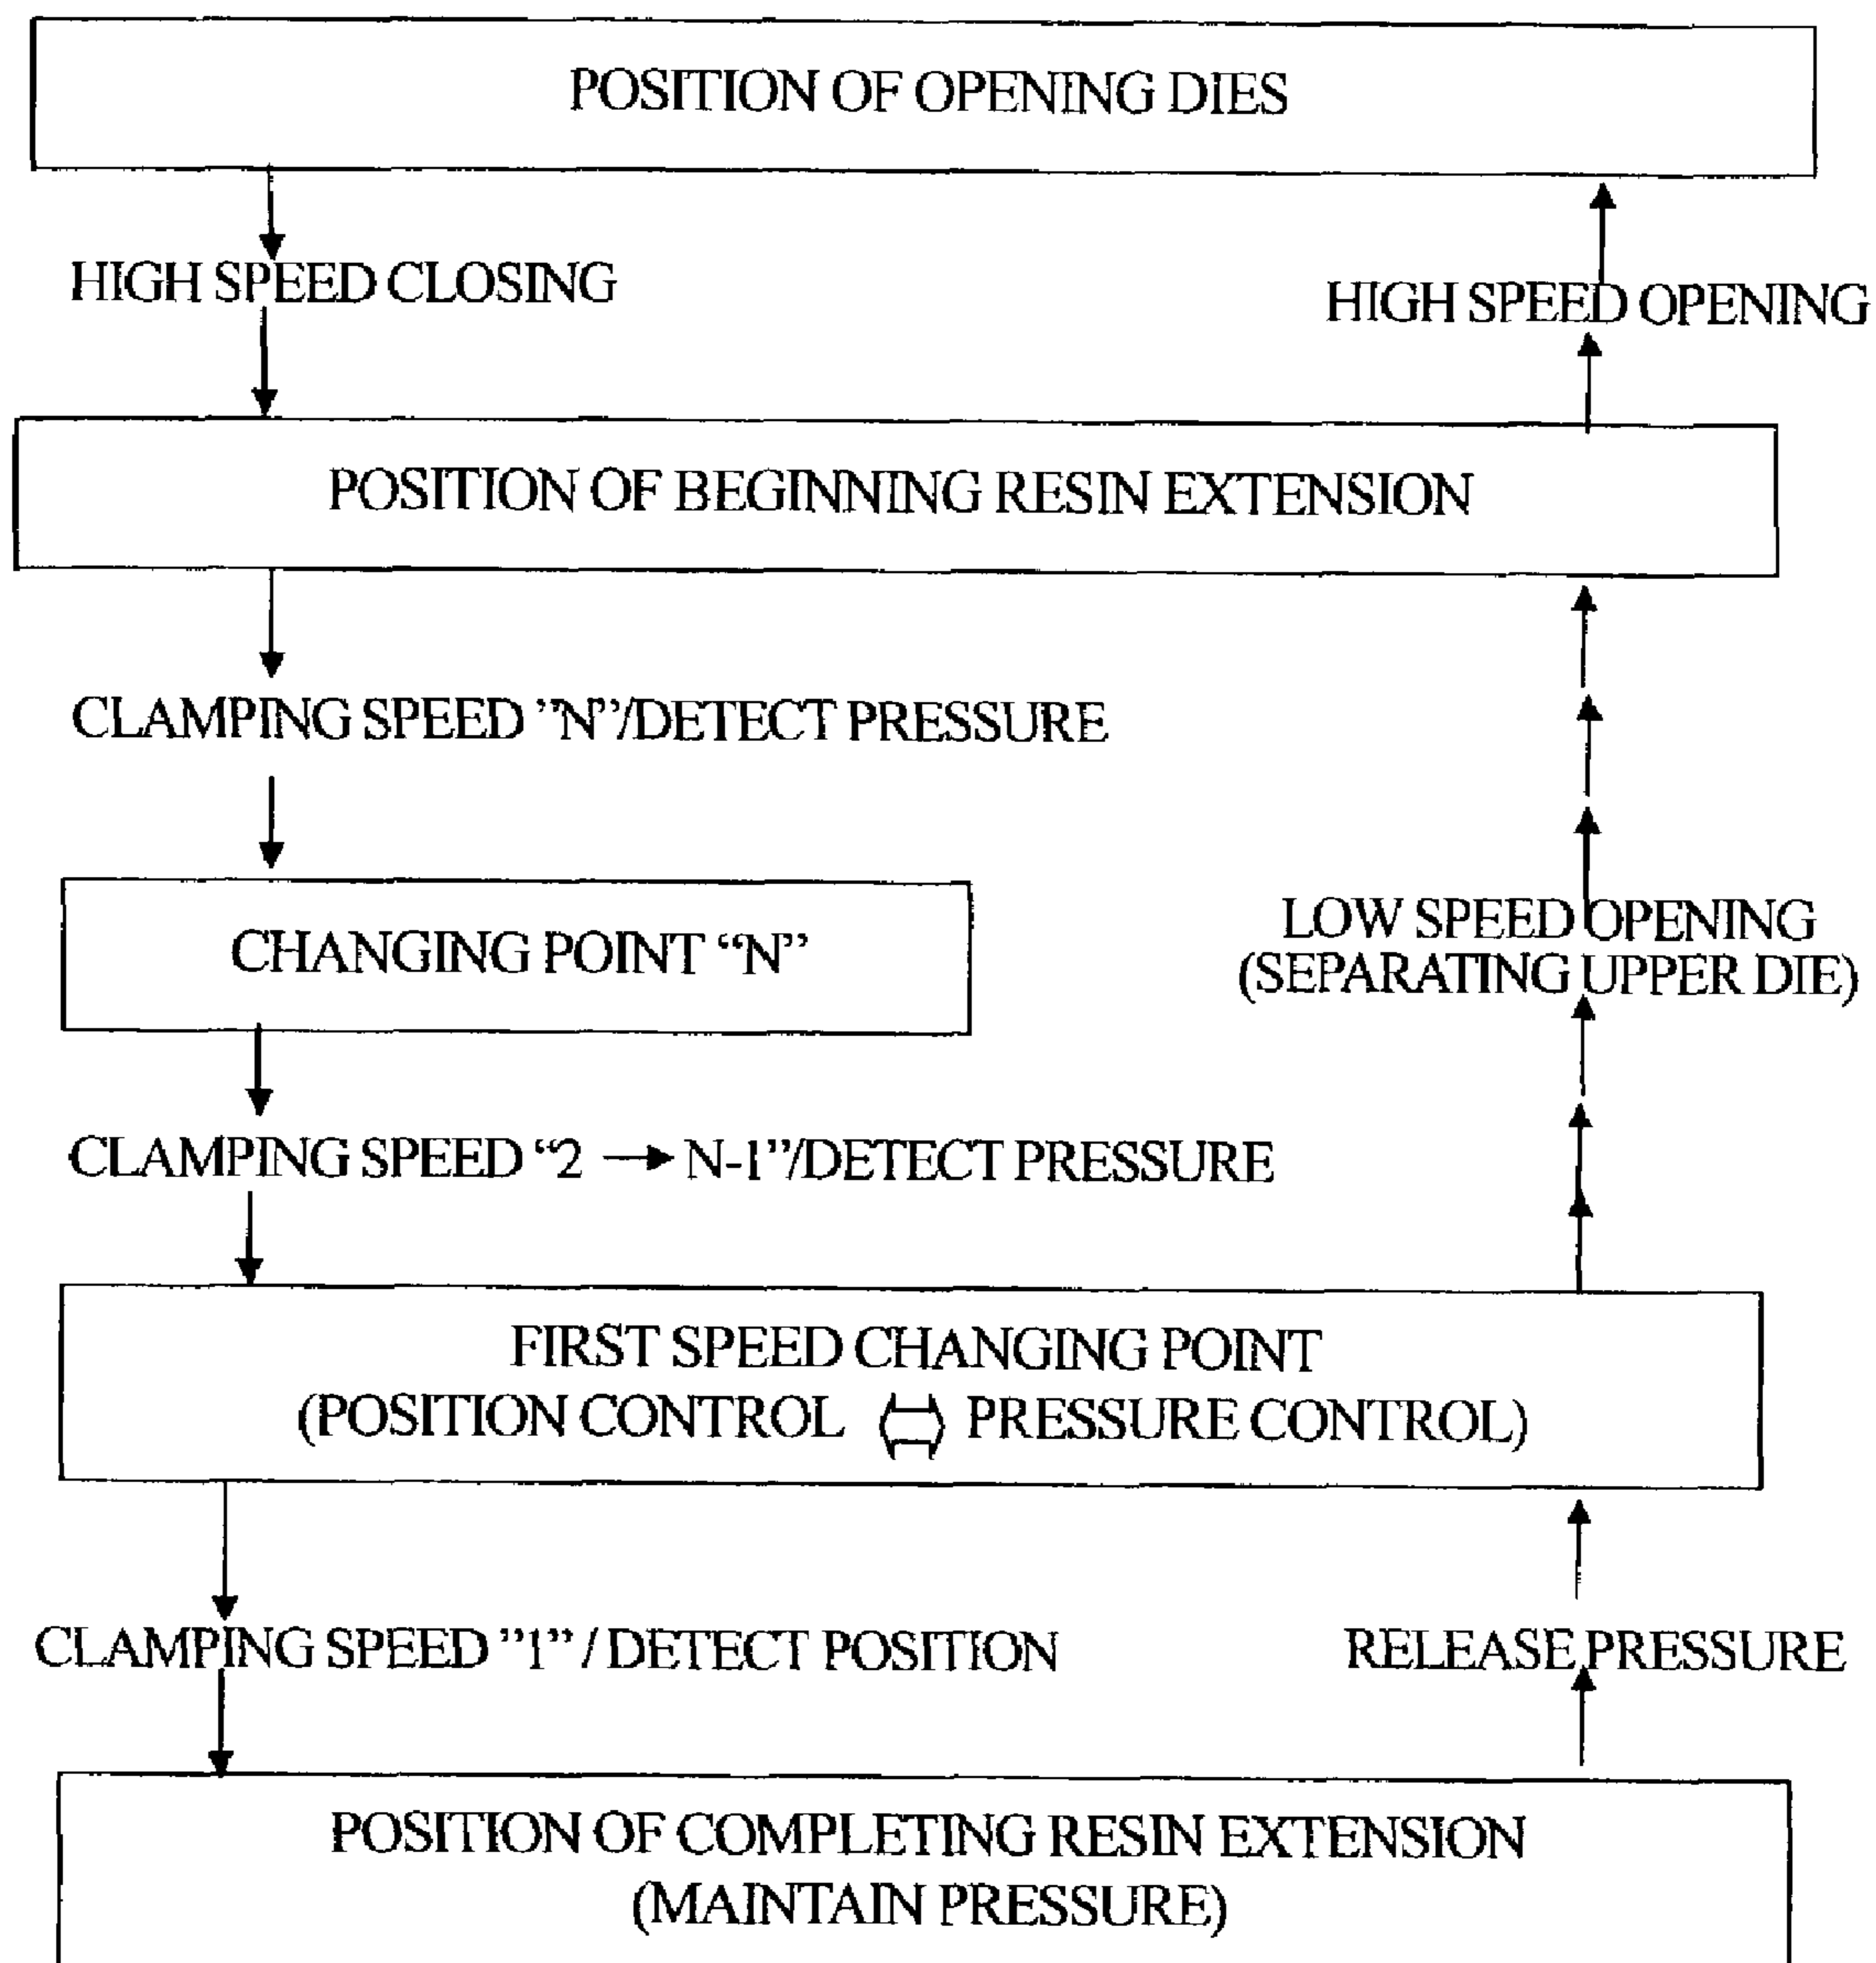 POSITION OF OPENING DIES
HIGH SPEED CLOSING
HIGH SPEED OPENING
POSITION OF BEGINNING RESIN EXTENSION
CLAMPING SPEED ”N”/DETECT PRESSURE
CHANGING POINT “N”
LOW SPEED OPENING
(SEPARATING UPPER DIE)
CLAMPING SPEED “2 → N-1”/DETECT PRESSURE
FIRST SPEED CHANGING POINT
(POSITION CONTROL ⇔ PRESSURE CONTROL)
CLAMPING SPEED ”1” / DETECT POSITION
RELEASE PRESSURE
POSITION OF COMPLETING RESIN EXTENSION
(MAINTAIN PRESSURE)